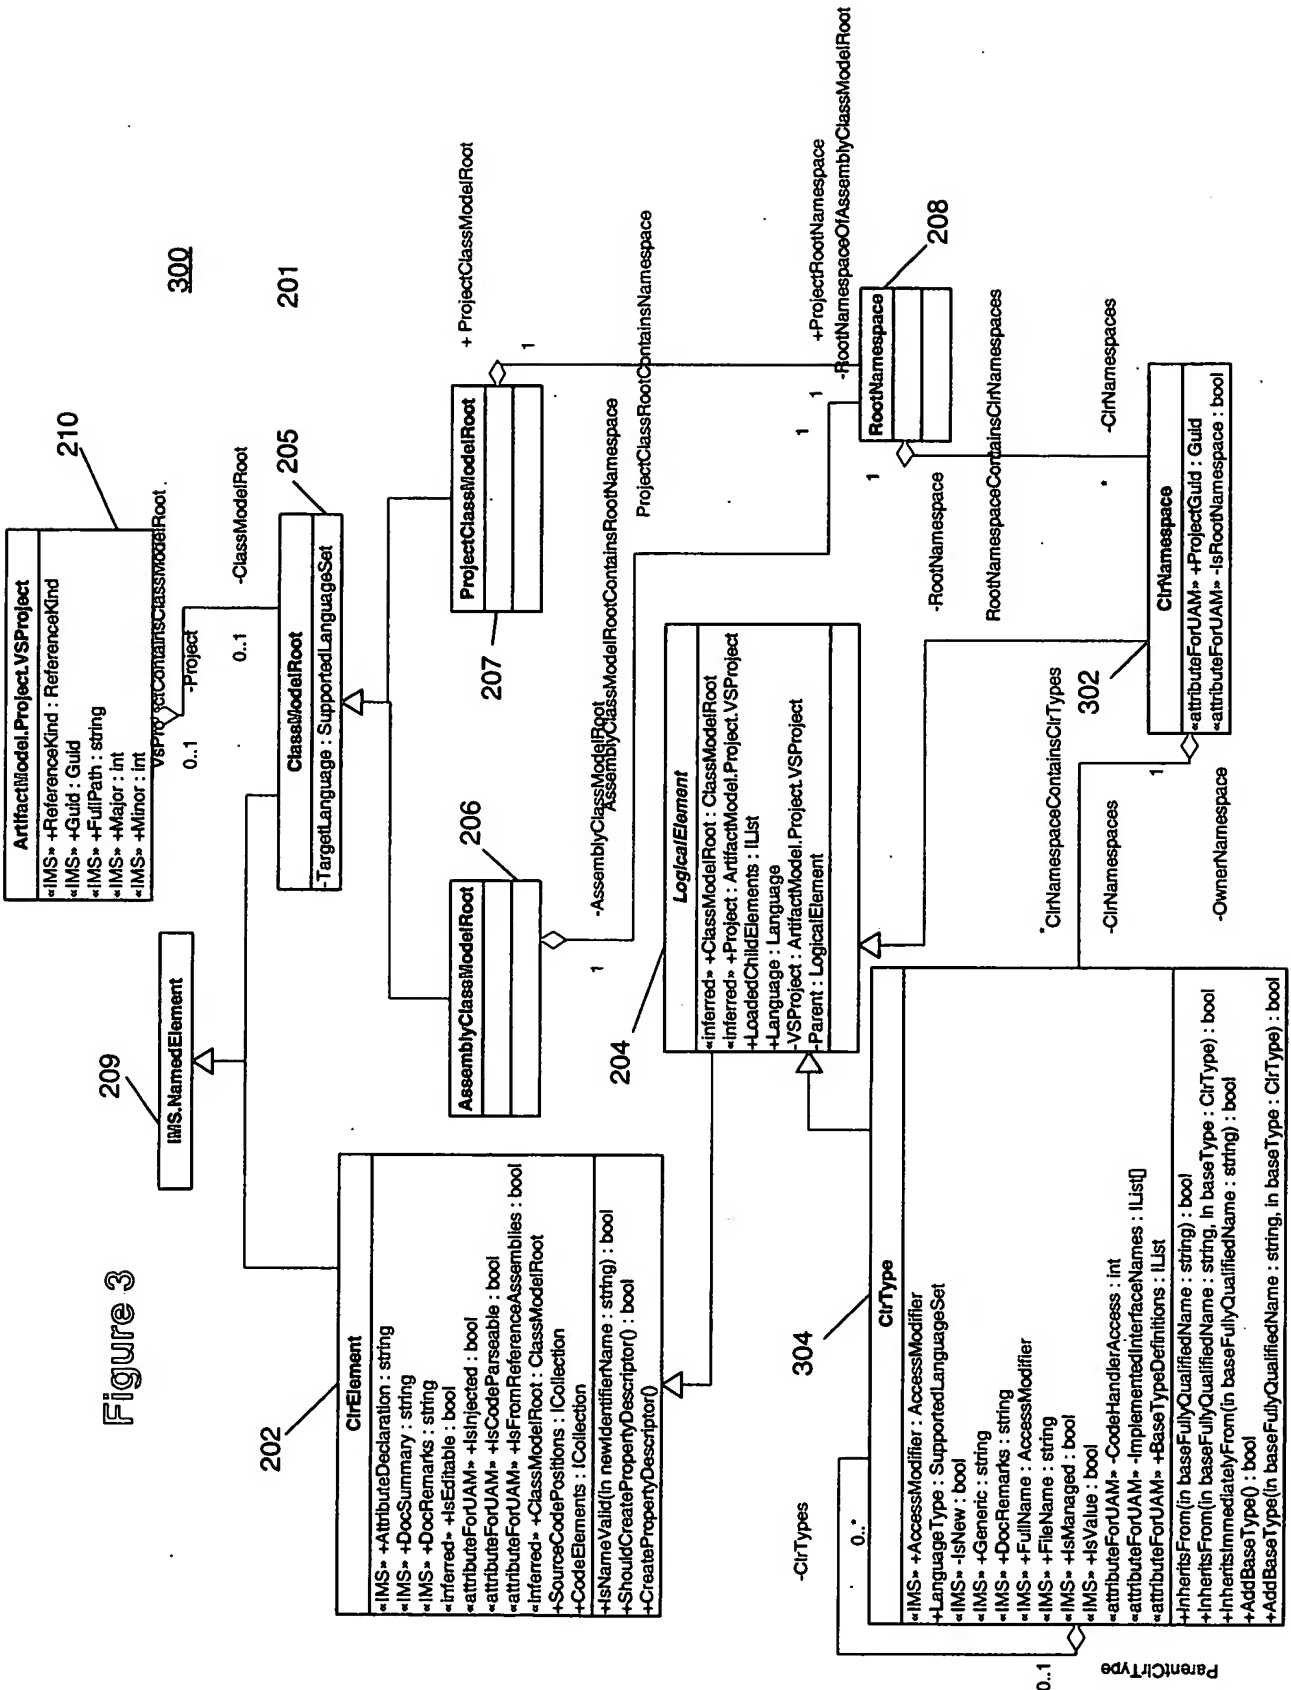 Figure 3
300
201
210
ArtifactModel.Project.VSProject
«IMS» +ReferenceKind : ReferenceKind
«IMS» +Guid : Guid
«IMS» +FullPath : string
«IMS» +Major : int
«IMS» +Minor : int
VsProjectContainsClassModelRoot
-Project
0..1
-ClassModelRoot
0..1
209
IMS.NamedElement
205
ClassModelRoot
-TargetLanguage : SupportedLanguageSet
202
ClrElement
«IMS» +AttributeDeclaration : string
«IMS» +DocSummary : string
«IMS» +DocRemarks : string
«inferred» +IsEditable : bool
«attributeForUAM» +IsInjected : bool
«attributeForUAM» +IsCodeParseable : bool
«attributeForUAM» +IsFromReferenceAssemblies : bool
«inferred» +ClassModelRoot : ClassModelRoot
+SourceCodePositions : ICollection
+CodeElements : ICollection
+IsNameValid(in newIdentifierName : string) : bool
+ShouldCreatePropertyDescriptor() : bool
+CreatePropertyDescriptor()
206
AssemblyClassModelRoot
1
-AssemblyClassModelRoot
AssemblyClassModelRootContainsRootNamespace
207
ProjectClassModelRoot
+ ProjectClassModelRoot
1
ProjectClassRootContainsNamespace
204
LogicalElement
«inferred» +ClassModelRoot : ClassModelRoot
«inferred» +Project : ArtifactModel.Project.VSProject
+LoadedChildElements : IList
+Language : Language
-VSProject : ArtifactModel.Project.VSProject
-Parent : LogicalElement
1
1
+ProjectRootNamespace
-RootNamespaceOfAssemblyClassModelRoot
208
RootNamespace
1
-RootNamespace
RootNamespaceContainsClrNamespaces
*
-ClrNamespaces
302
ClrNamespace
«attributeForUAM» +ProjectGuid : Guid
«attributeForUAM» -IsRootNamespace : bool
*
ClrNamespaceContainsClrTypes
-ClrNamespaces
1
-OwnerNamespace
304
ClrType
«IMS» +AccessModifier : AccessModifier
+LanguageType : SupportedLanguageSet
«IMS» -IsNew : bool
«IMS» +Generic : string
«IMS» +DocRemarks : string
«IMS» +FullName : AccessModifier
«IMS» +FileName : string
«IMS» +IsManaged : bool
«IMS» +IsValue : bool
«attributeForUAM» -CodeHandlerAccess : int
«attributeForUAM» -ImplementedInterfaceNames : IList[]
«attributeForUAM» +BaseTypeDefinitions : IList
+InheritsFrom(in baseFullyQualifiedName : string) : bool
+InheritsFrom(in baseFullyQualifiedName : string, in baseType : ClrType) : bool
+InheritsImmediatelyFrom(in baseFullyQualifiedName : string) : bool
+AddBaseType() : bool
+AddBaseType(in baseFullyQualifiedName : string, in baseType : ClrType) : bool
-ClrTypes
0..*
0..1
ParentClrType